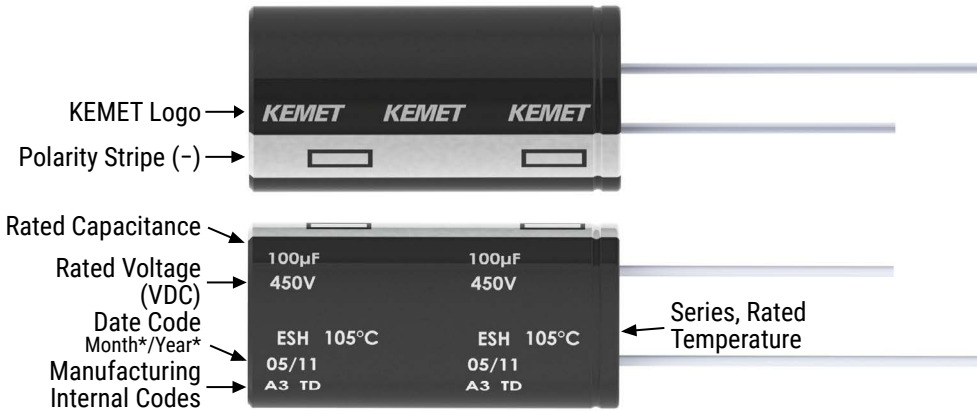 KEMET Logo
KEMET KEMET KEMET
Polarity Stripe (−)
Rated Capacitance
100µF 100µF
Rated Voltage
(VDC)
450V 450V
Date Code
Month*/Year*
ESH 105°C ESH 105°C
05/11 05/11
Manufacturing
Internal Codes
A3 TD A3 TD
Series, Rated
Temperature